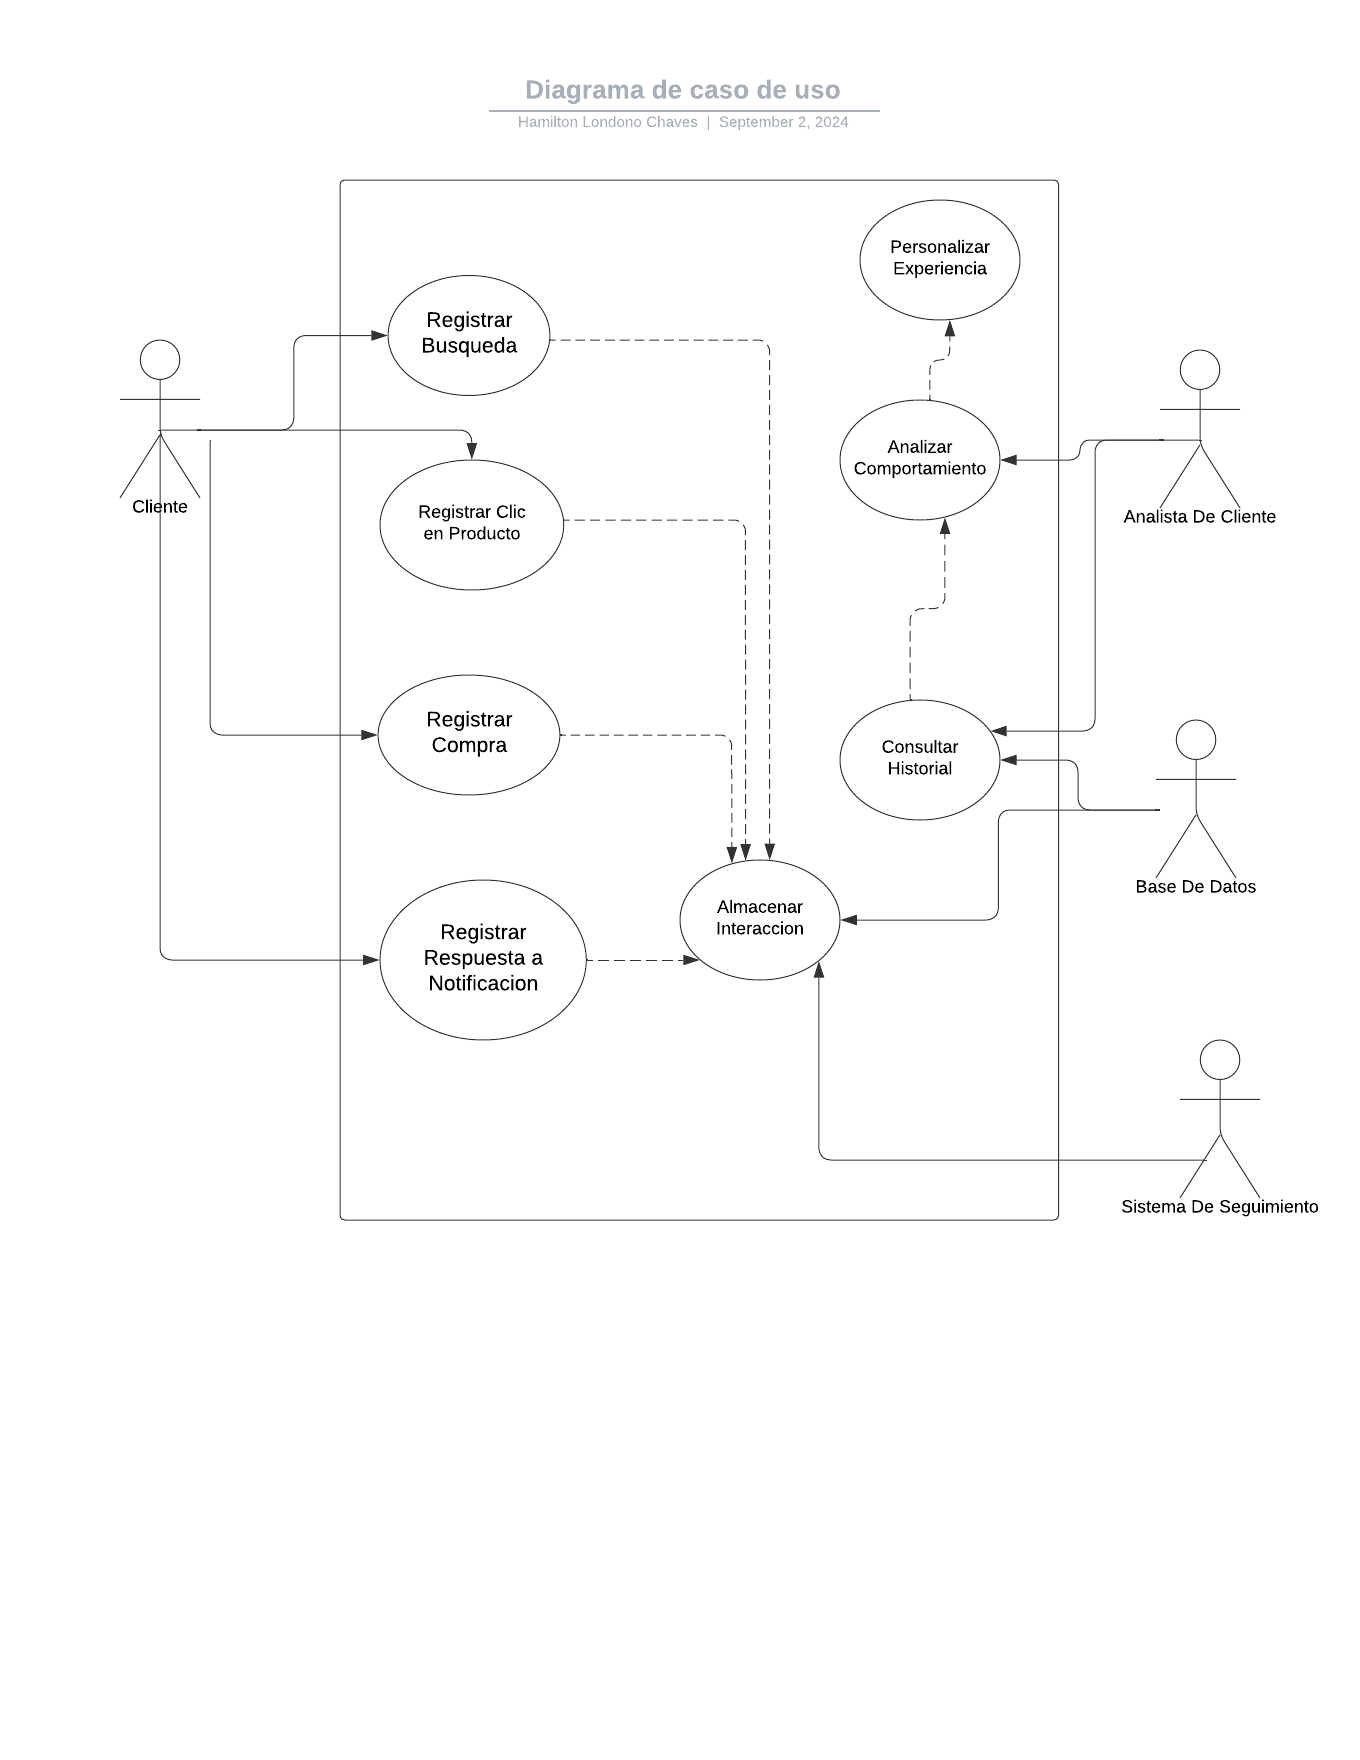 Diagrama de caso de uso
Hamilton Londono Chaves | September 2, 2024
Personalizar
Experiencia
Registrar
Busqueda
Analizar
Comportamiento
Cliente
Registrar Clic
en Producto
Analista De Cliente
Registrar
Compra
Consultar
Historial
Base De Datos
Almacenar
Interaccion
Registrar
Respuesta a
Notificacion
Sistema De Seguimiento